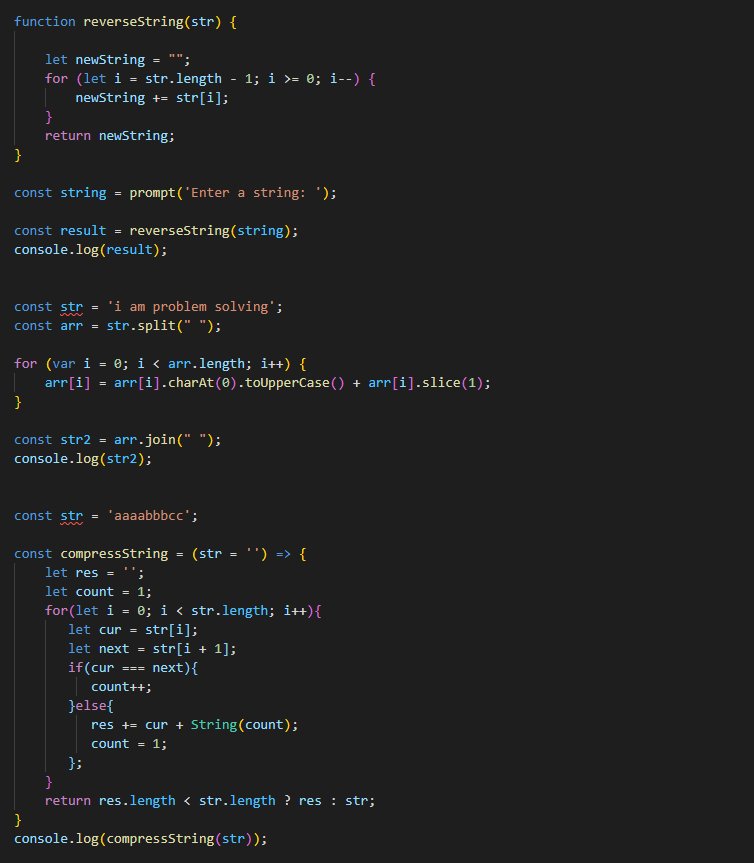 function reverseString(str) {
let newString = "";
for (let i = str.length - 1; i >= 0; i--) {
newString += str[i];
}
return newString;
}
const string = prompt('Enter a string: ');
const result = reverseString(string);
console.log(result);
const str = 'i am problem solving';
const arr = str.split(" ");
for (var i = 0; i < arr.length; i++) {
arr[i] = arr[i].charAt(0).toUpperCase() + arr[i].slice(1);
}
const str2 = arr.join(" ");
console.log(str2);
const str = 'aaaabbbcc';
const compressString = (str = '') => {
let res = '';
let count = 1;
for(let i = 0; i < str.length; i++){
let cur = str[i];
let next = str[i + 1];
if(cur === next){
count++;
}else{
res += cur + String(count);
count = 1;
};
}
return res.length < str.length ? res : str;
}
console.log(compressString(str));